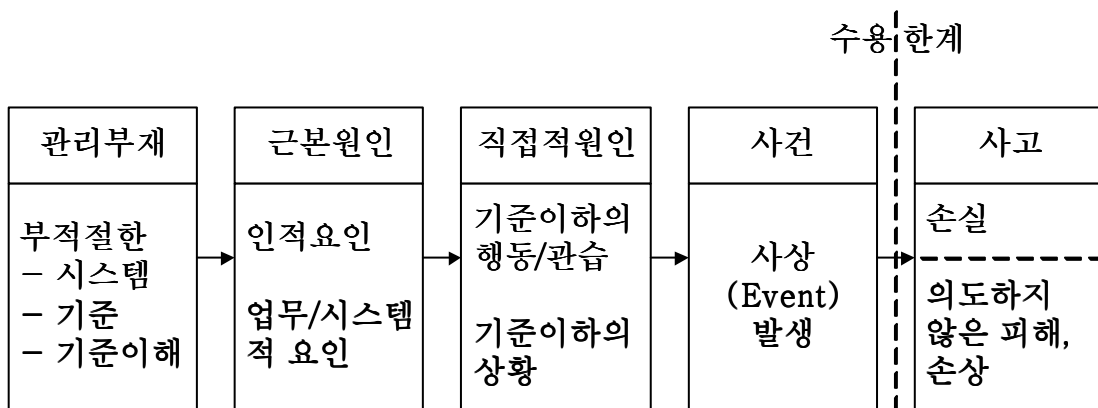 수용 한계
관리부재
부적절한
– 시스템
– 기준
– 기준이해
근본원인
인적요인
업무/시스템
적 요인
직접적원인
기준이하의
행동/관습
기준이하의
상황
사건
사상
(Event)
발생
사고
손실
의도하지
않은 피해,
손상